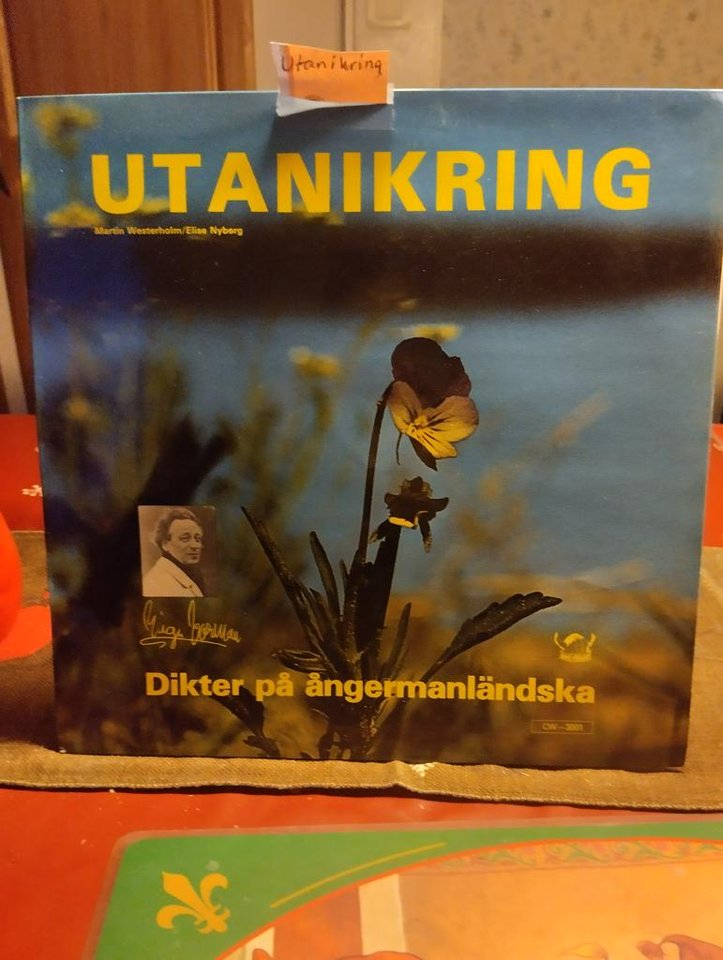 Utanikring
UTANIKRING
Martin Westerholm/Elise Nyberg
Dikter på ångermanländska
CW—3001